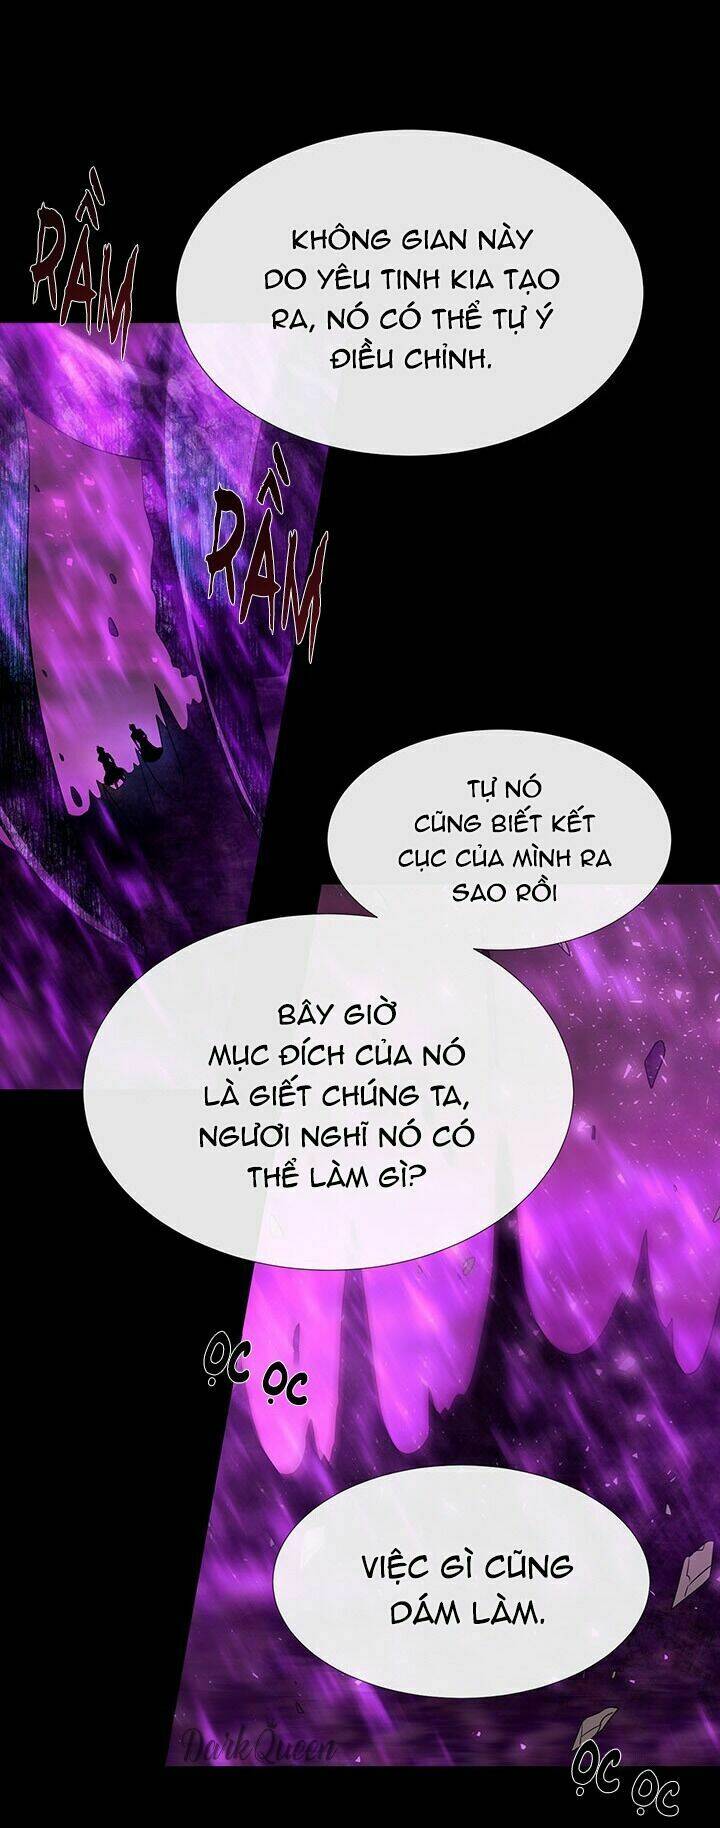 RẦM
KHÔNG GIAN NÀY
DO YÊU TINH KIA TẠO
RA, NÓ CÓ THỂ TỰ Ý
ĐIỀU CHỈNH.
RẦM
TỰ NÓ
CŨNG BIẾT KẾT
CỤC CỦA MÌNH RA
SAO RỒI
BÂY GIỜ
MỤC ĐÍCH CỦA NÓ
LÀ GIẾT CHÚNG TA,
NGƯƠI NGHĨ NÓ CÓ
THỂ LÀM GÌ?
ỌC
ỌC
VIỆC GÌ CŨNG
DÁM LÀM.
DarkQueen
ỌC
ỌC